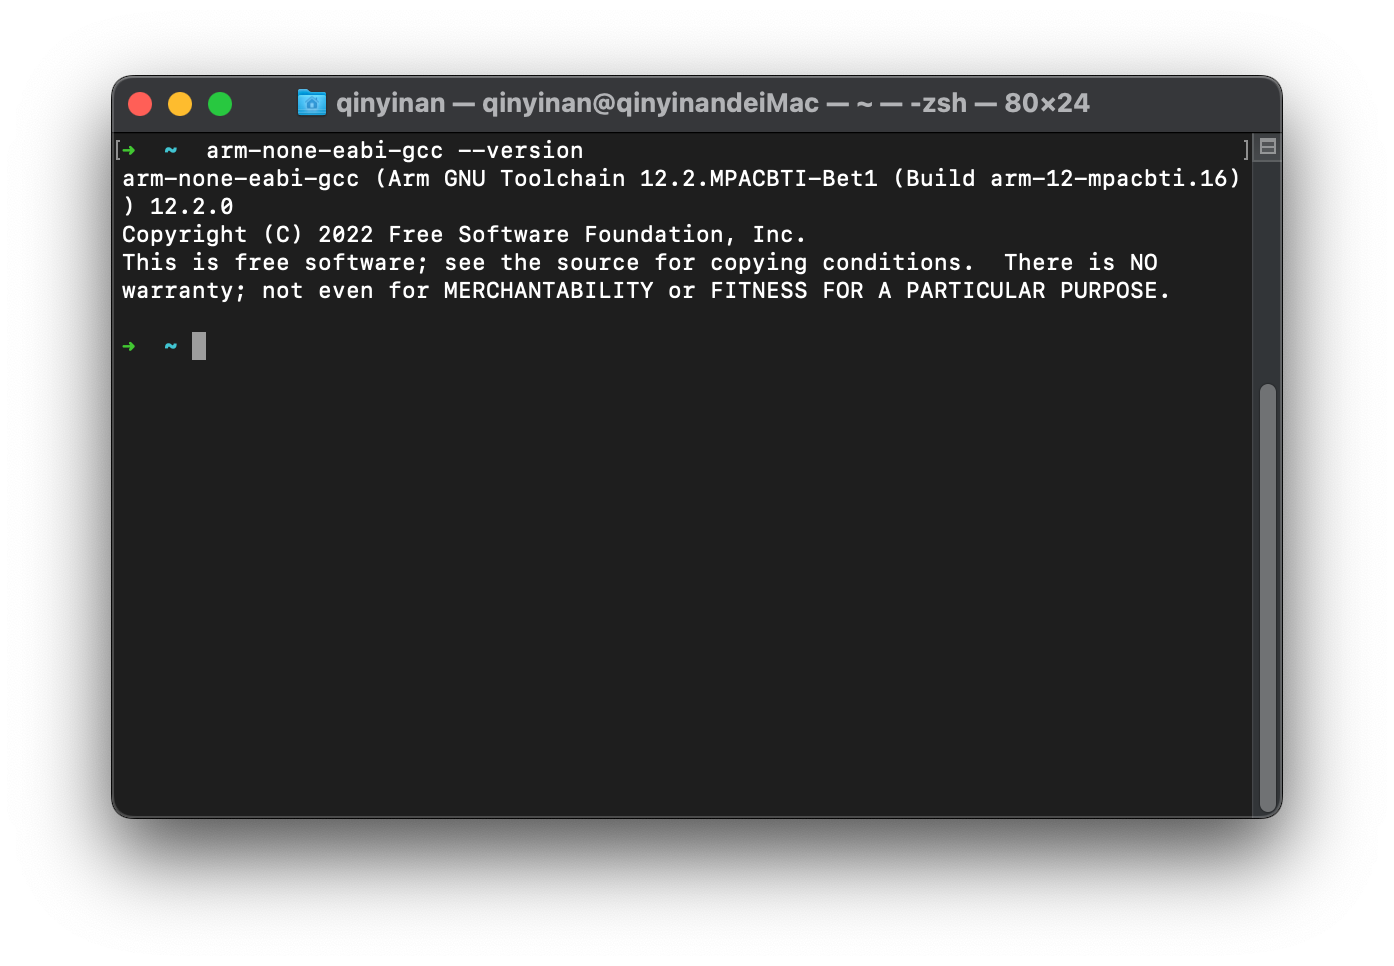 qinyinan — qinyinan@qinyinandeiMac — ~ — -zsh — 80×24
[➜  ~  arm-none-eabi-gcc --version ]
arm-none-eabi-gcc (Arm GNU Toolchain 12.2.MPACBTI-Bet1 (Build arm-12-mpacbti.16)
) 12.2.0
Copyright (C) 2022 Free Software Foundation, Inc.
This is free software; see the source for copying conditions.  There is NO
warranty; not even for MERCHANTABILITY or FITNESS FOR A PARTICULAR PURPOSE.
➜  ~